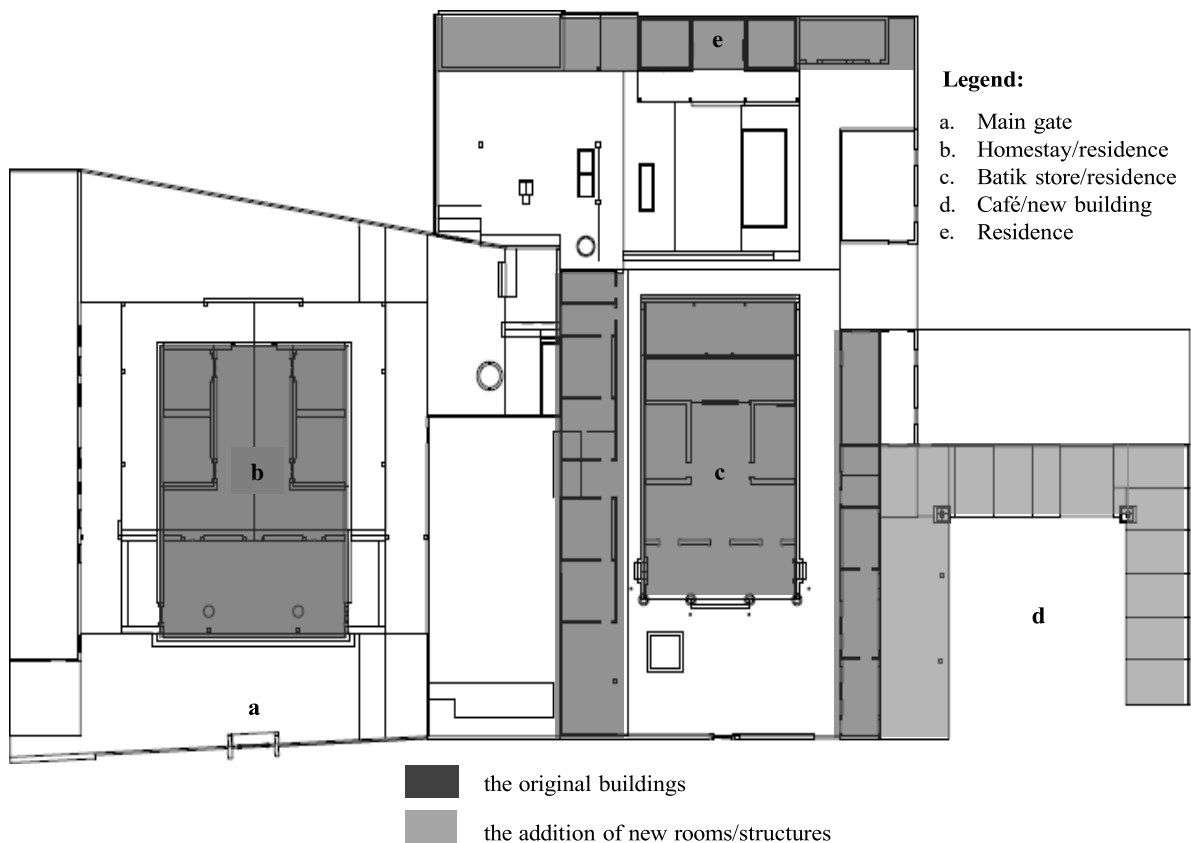 e
Legend:
a. Main gate
b. Homestay/residence
c. Batik store/residence
d. Café/new building
e. Residence
b
c
d
a
the original buildings
the addition of new rooms/structures